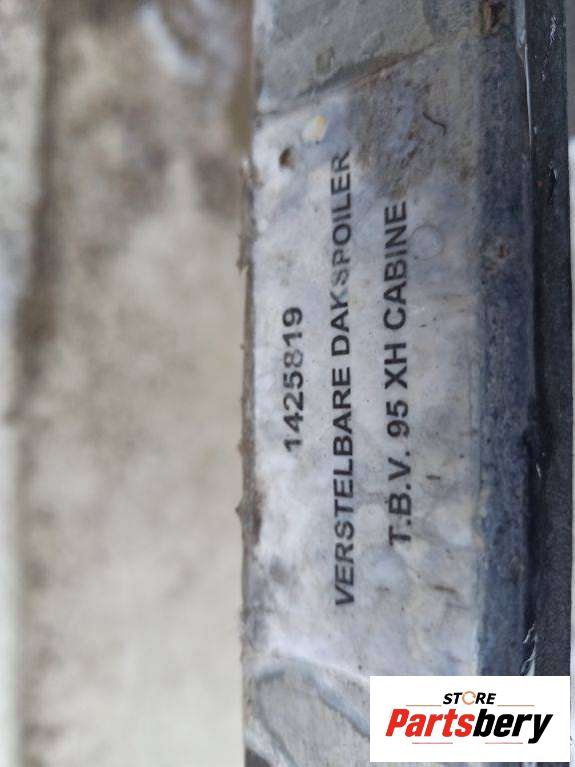 1425819
VERSTELBARE DAKSPOILER
T.B.V. 95 XH CABINE
STORE
Partsbery